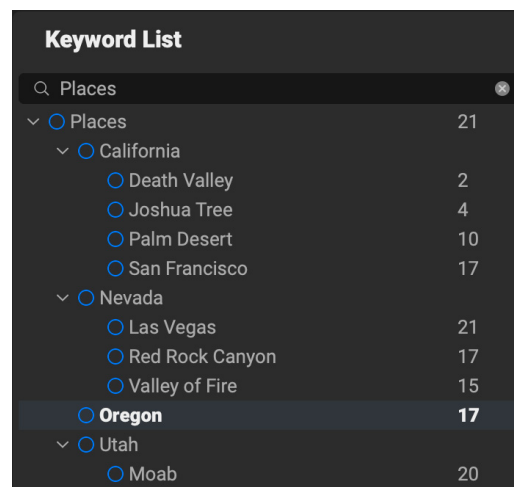 Keyword List
Places
Places 21
California
Death Valley 2
Joshua Tree 4
Palm Desert 10
San Francisco 17
Nevada
Las Vegas 21
Red Rock Canyon 17
Valley of Fire 15
Oregon 17
Utah
Moab 20